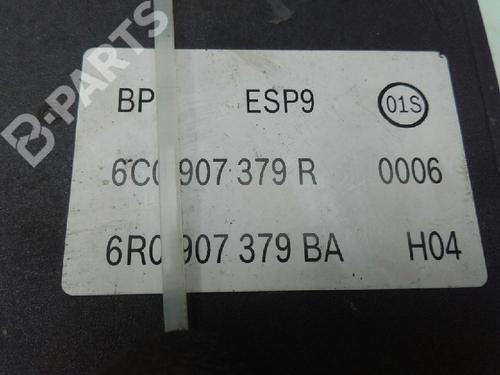 B-PARTS
BP ESP9 01S
6C0 907 379 R 0006
6R0 907 379 BA H04